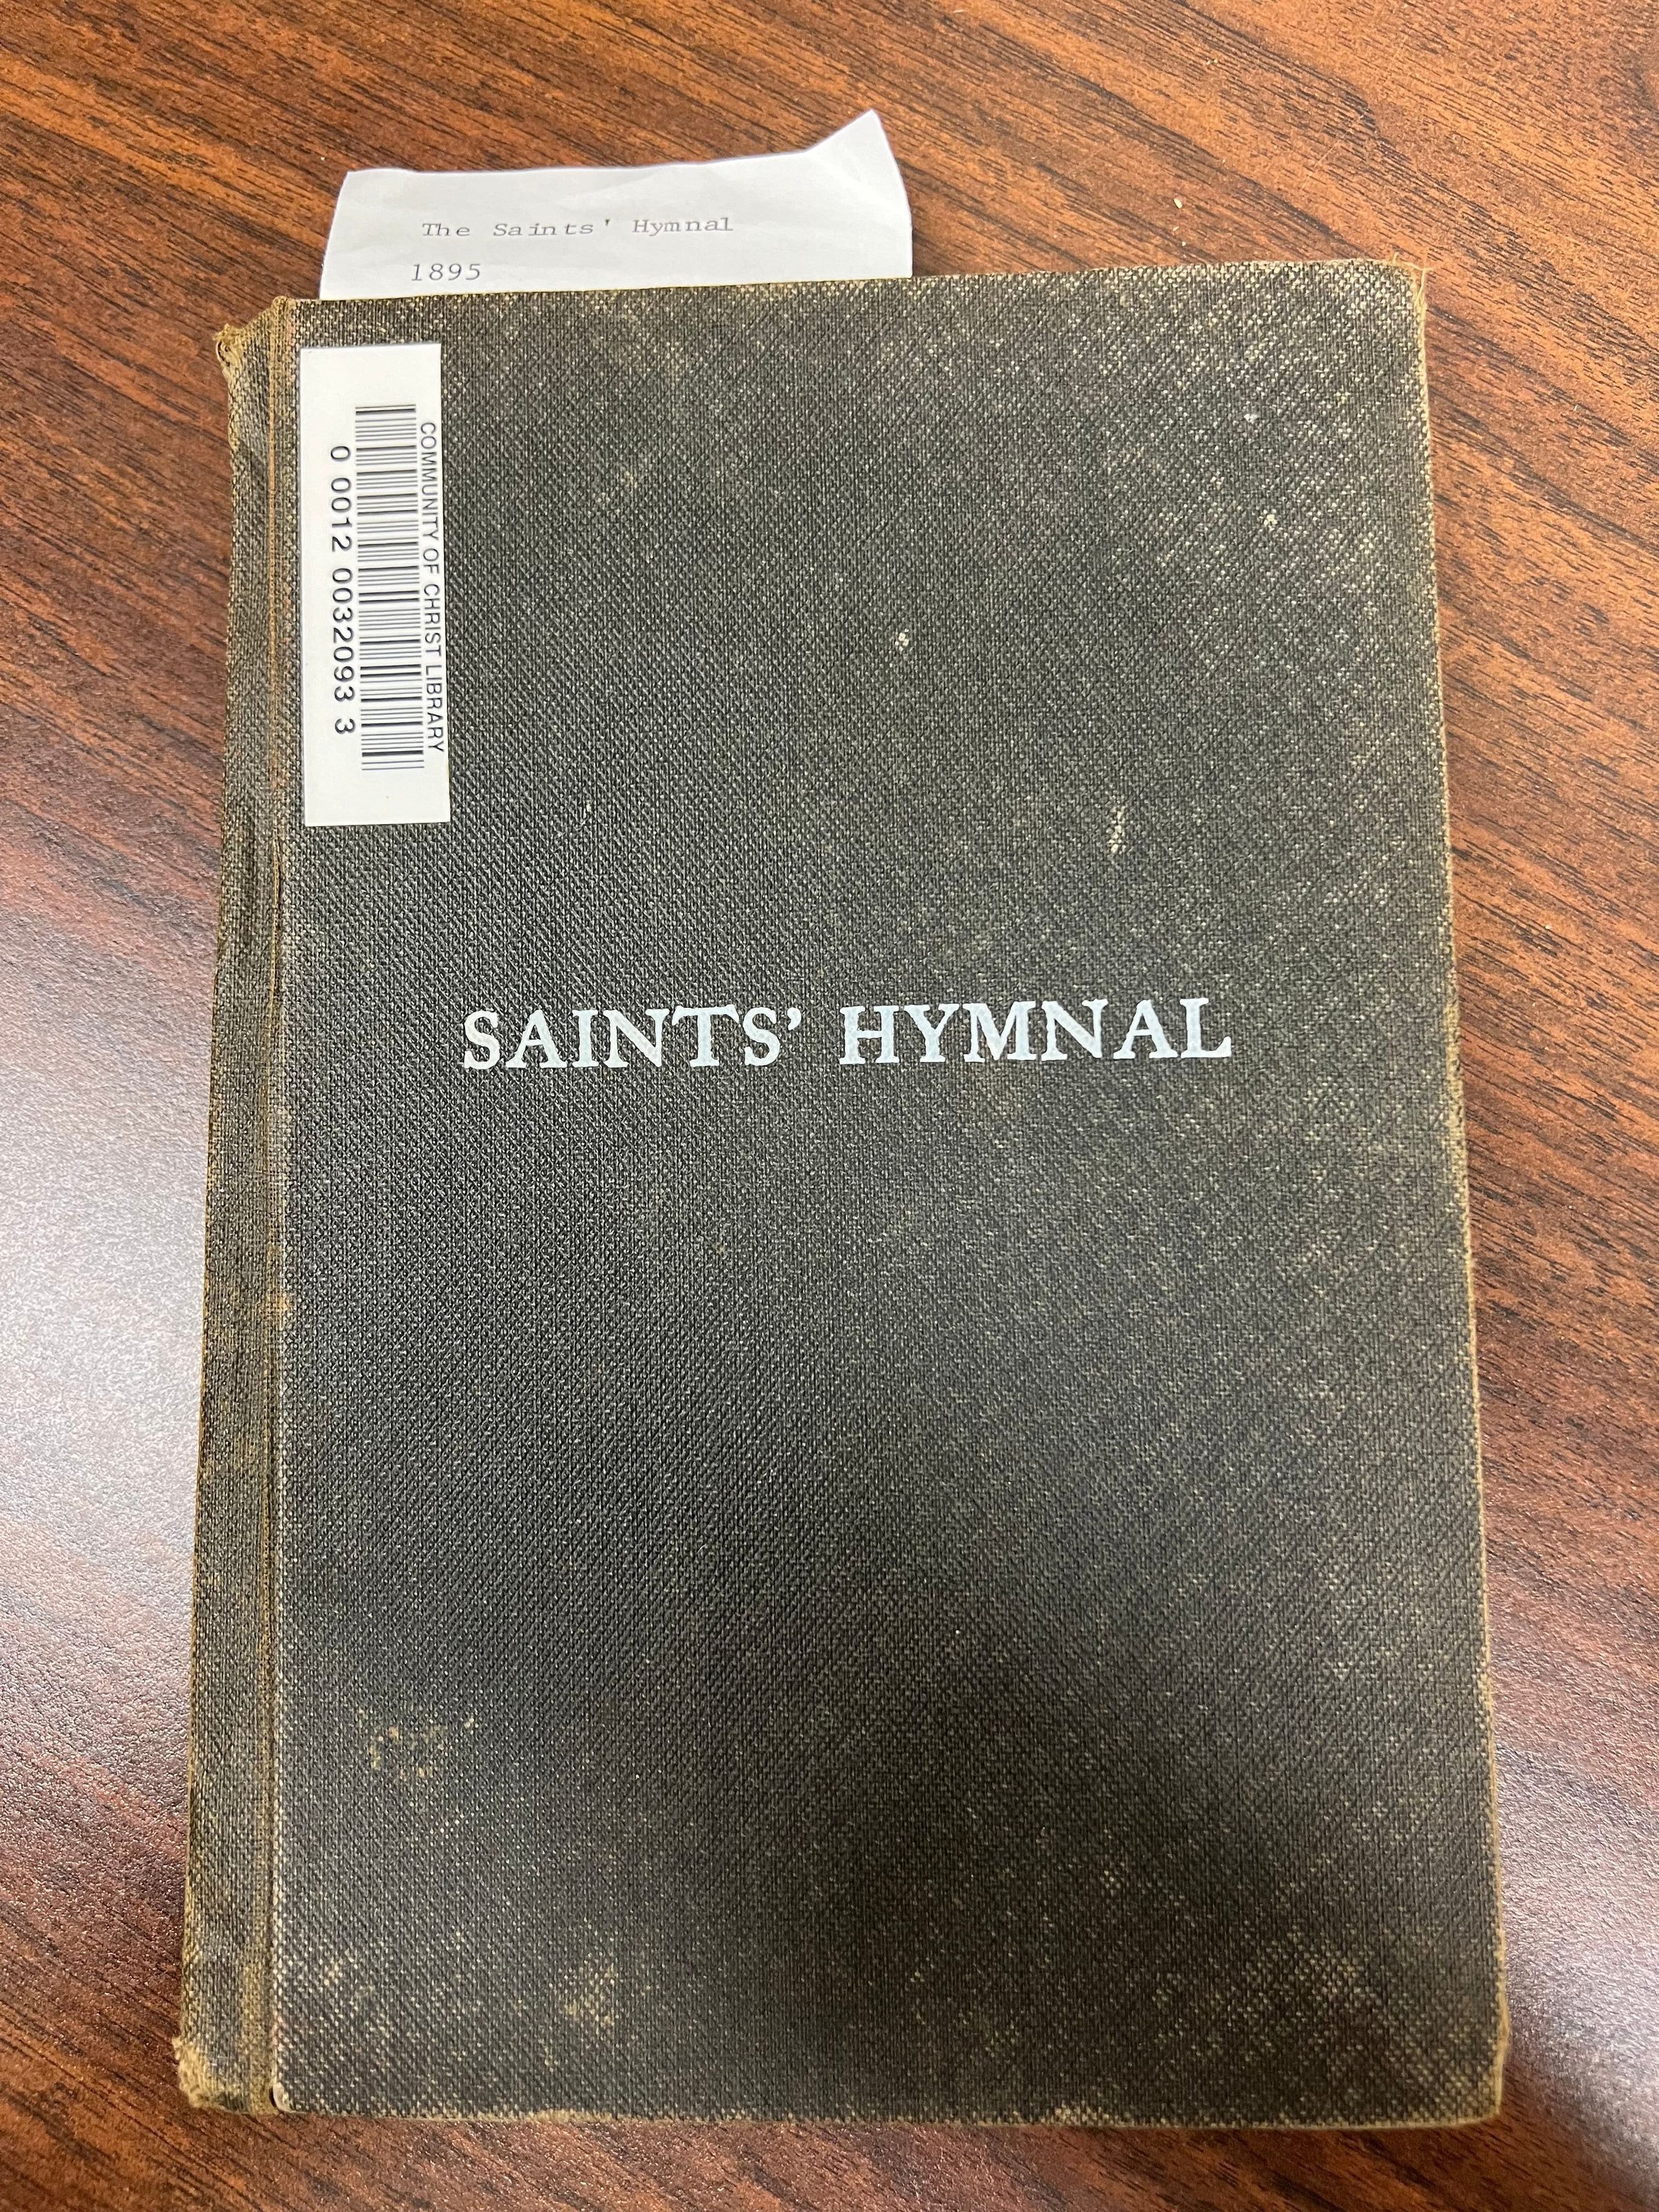 The Saints' Hymnal
1895
COMMUNITY OF CHRIST LIBRARY
0 0012 0032093 3
SAINTS' HYMNAL